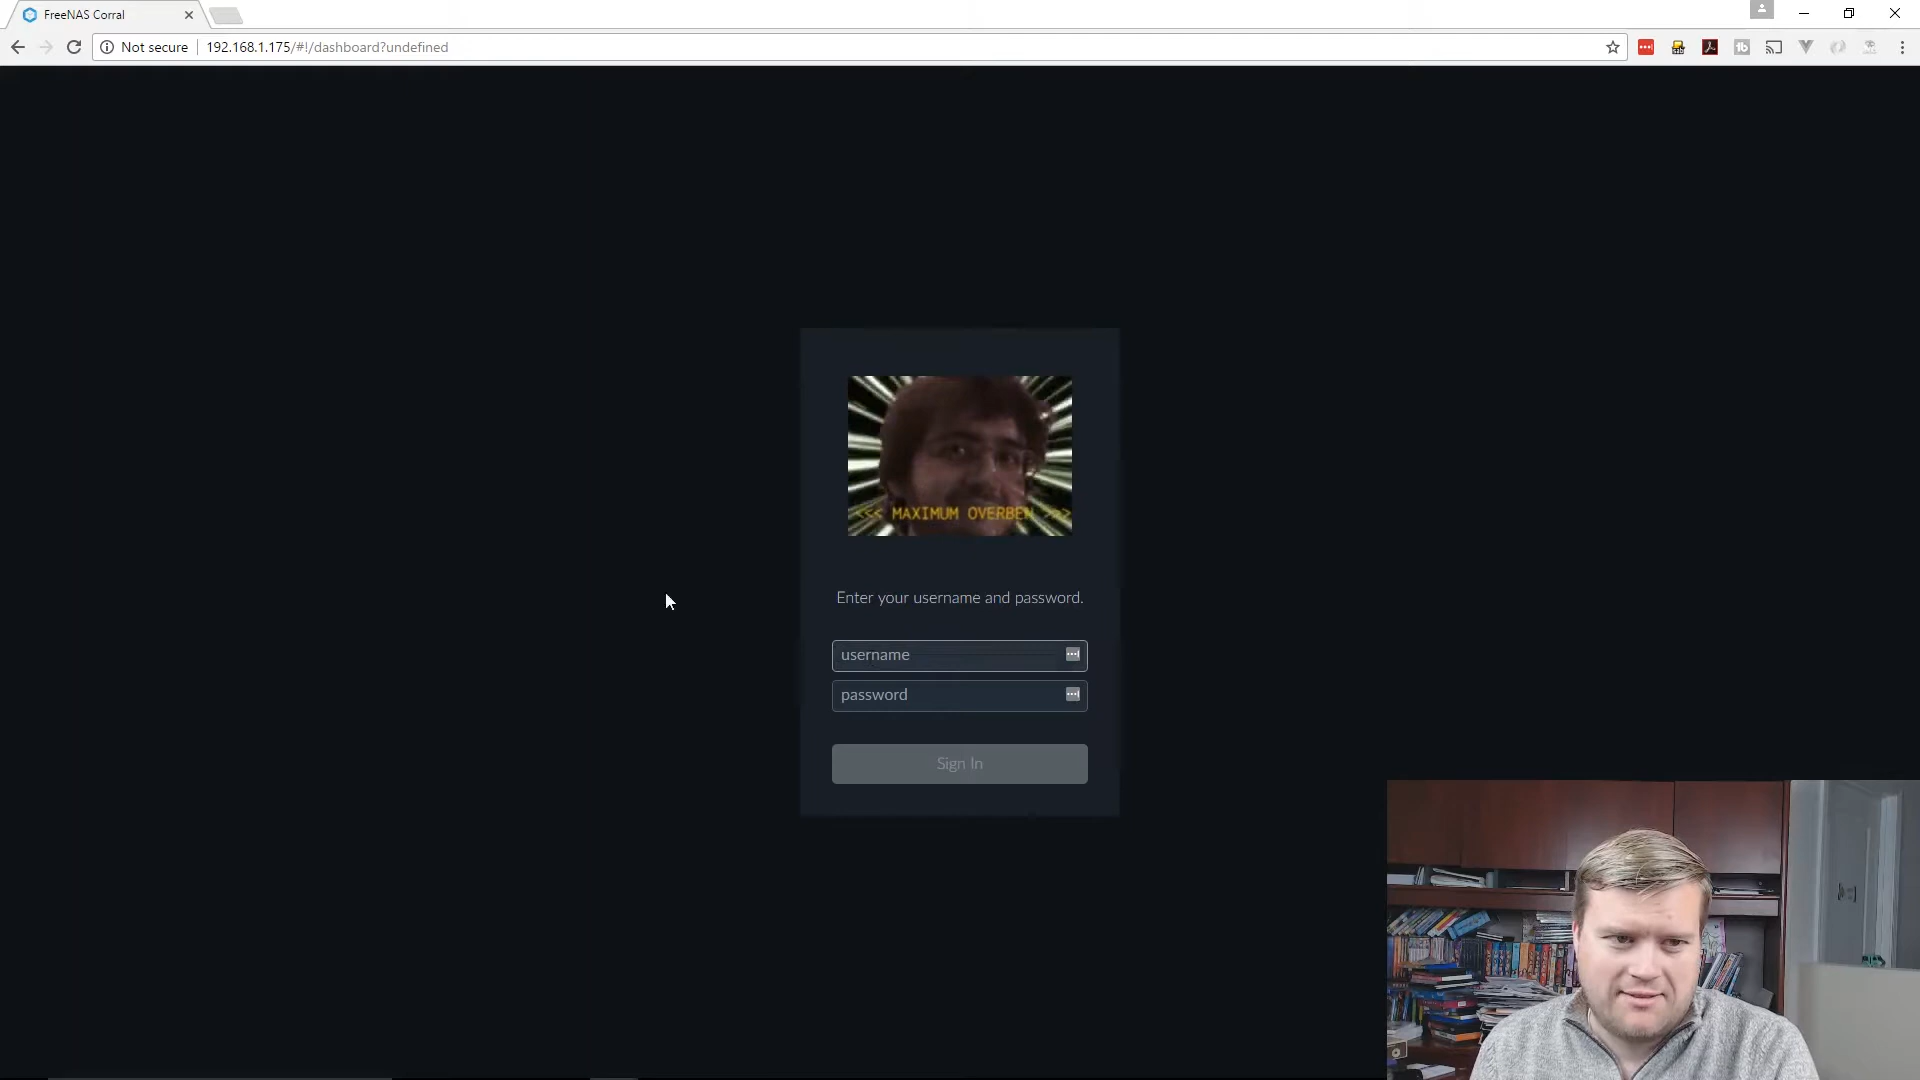 FreeNAS Corral
Not secure
192.168.1.175/#!/dashboard?undefined
<<< MAXIMUM OVERBEN >>>
Enter your username and password.
username
password
Sign In